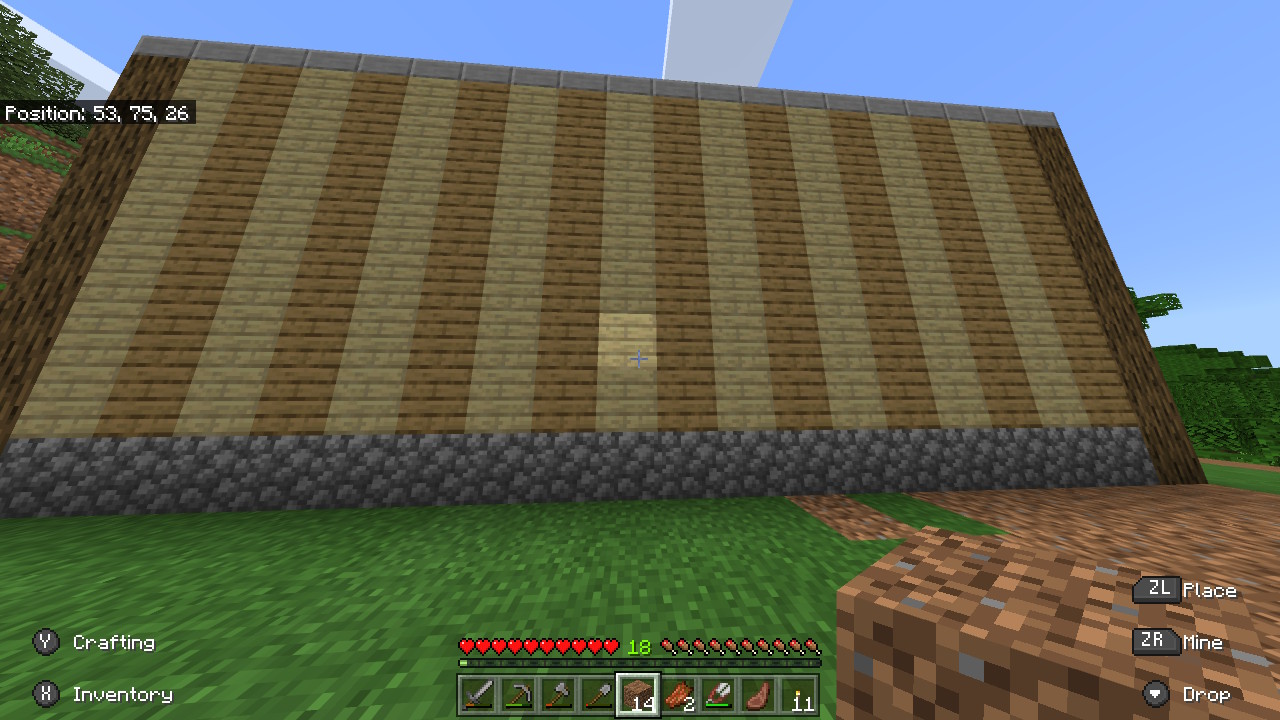 Position: 53, 75, 26
ZL Place
Y Crafting
ZR Mine
18
X Inventory
14
2
11
Drop